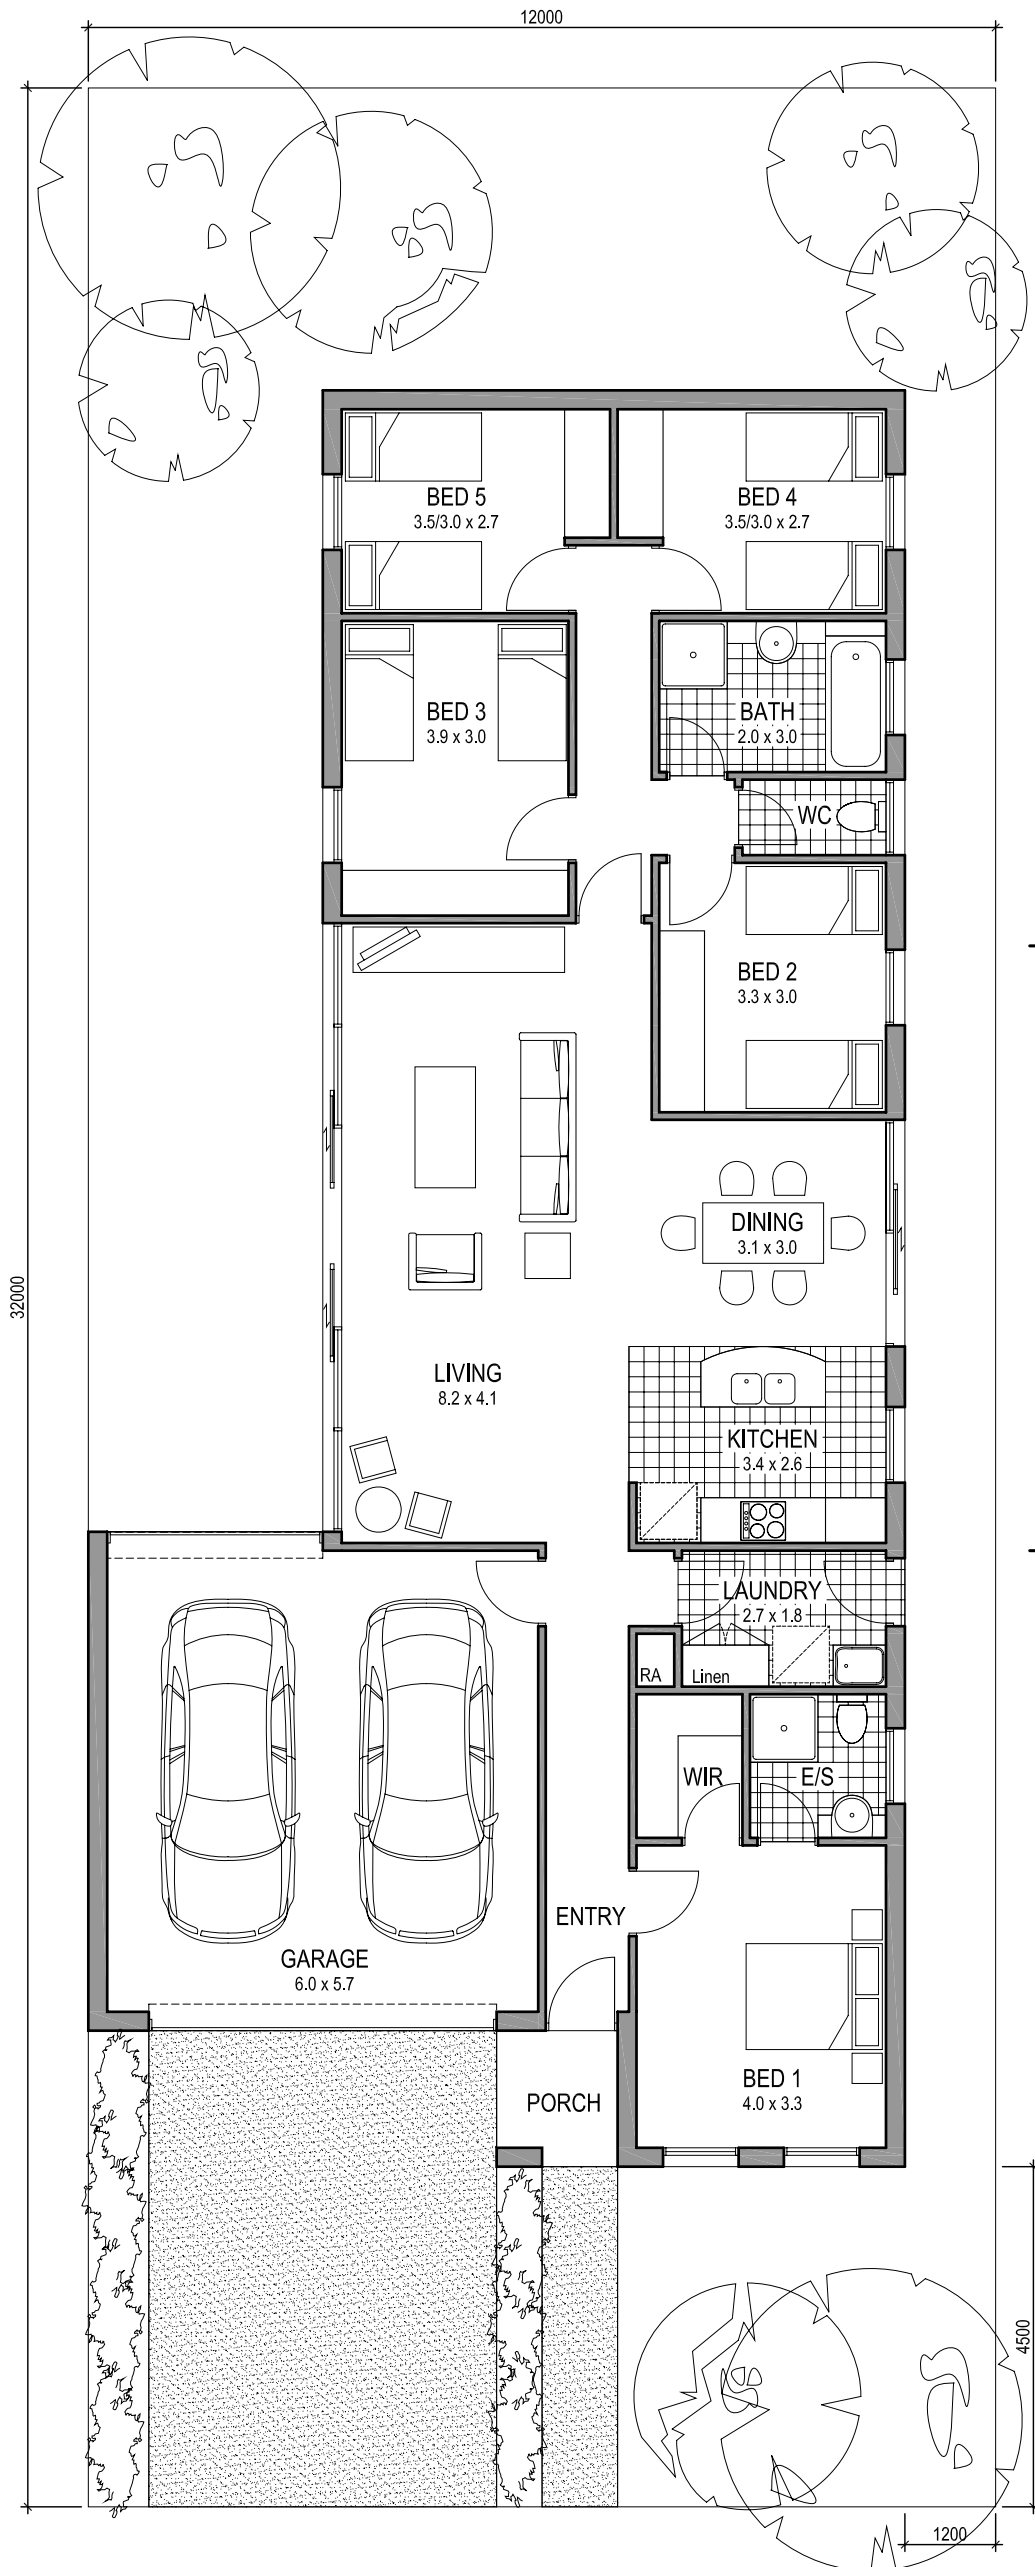 12000
BED 5
3.5/3.0 x 2.7
BED 4
3.5/3.0 x 2.7
BED 3
3.9 x 3.0
BATH
2.0 x 3.0
WC
BED 2
3.3 x 3.0
DINING
3.1 x 3.0
32000
LIVING
8.2 x 4.1
KITCHEN
3.4 x 2.6
LAUNDRY
2.7 x 1.8
RA
Linen
WIR
E/S
ENTRY
GARAGE
6.0 x 5.7
BED 1
4.0 x 3.3
PORCH
4500
1200